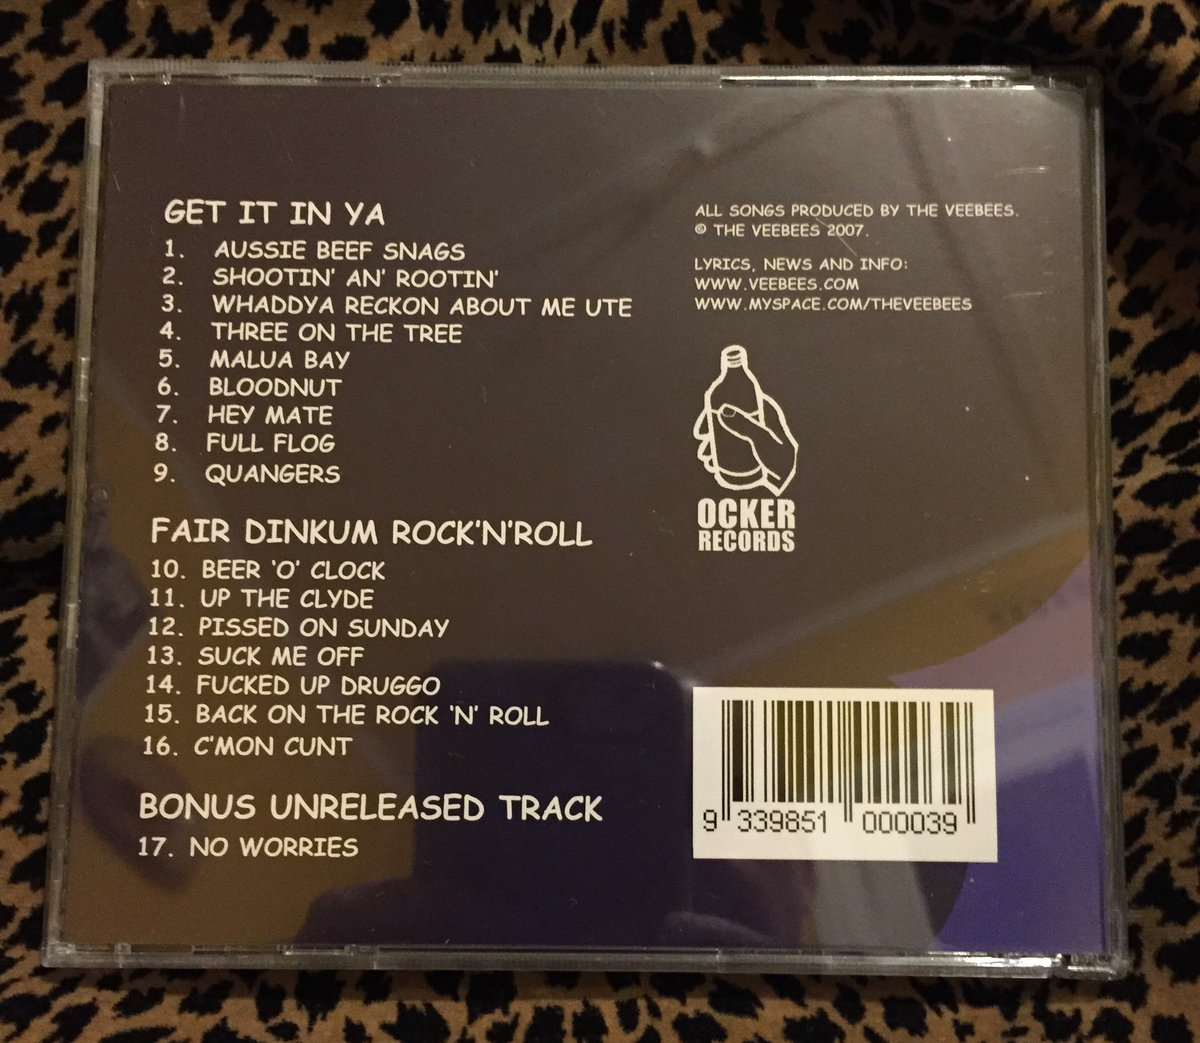 GET IT IN YA
1. AUSSIE BEEF SNAGS
2. SHOOTIN' AN' ROOTIN'
3. WHADDYA RECKON ABOUT ME UTE
4. THREE ON THE TREE
5. MALUA BAY
6. BLOODNUT
7. HEY MATE
8. FULL FLOG
9. QUANGERS
FAIR DINKUM ROCK'N'ROLL
10. BEER 'O' CLOCK
11. UP THE CLYDE
12. PISSED ON SUNDAY
13. SUCK ME OFF
14. FUCKED UP DRUGGO
15. BACK ON THE ROCK 'N' ROLL
16. C'MON CUNT
BONUS UNRELEASED TRACK
17. NO WORRIES
ALL SONGS PRODUCED BY THE VEEBEES.
© THE VEEBEES 2007.
LYRICS, NEWS AND INFO:
WWW.VEEBEES.COM
WWW.MYSPACE.COM/THEVEEBEES
OCKER
RECORDS
9 339851 000039